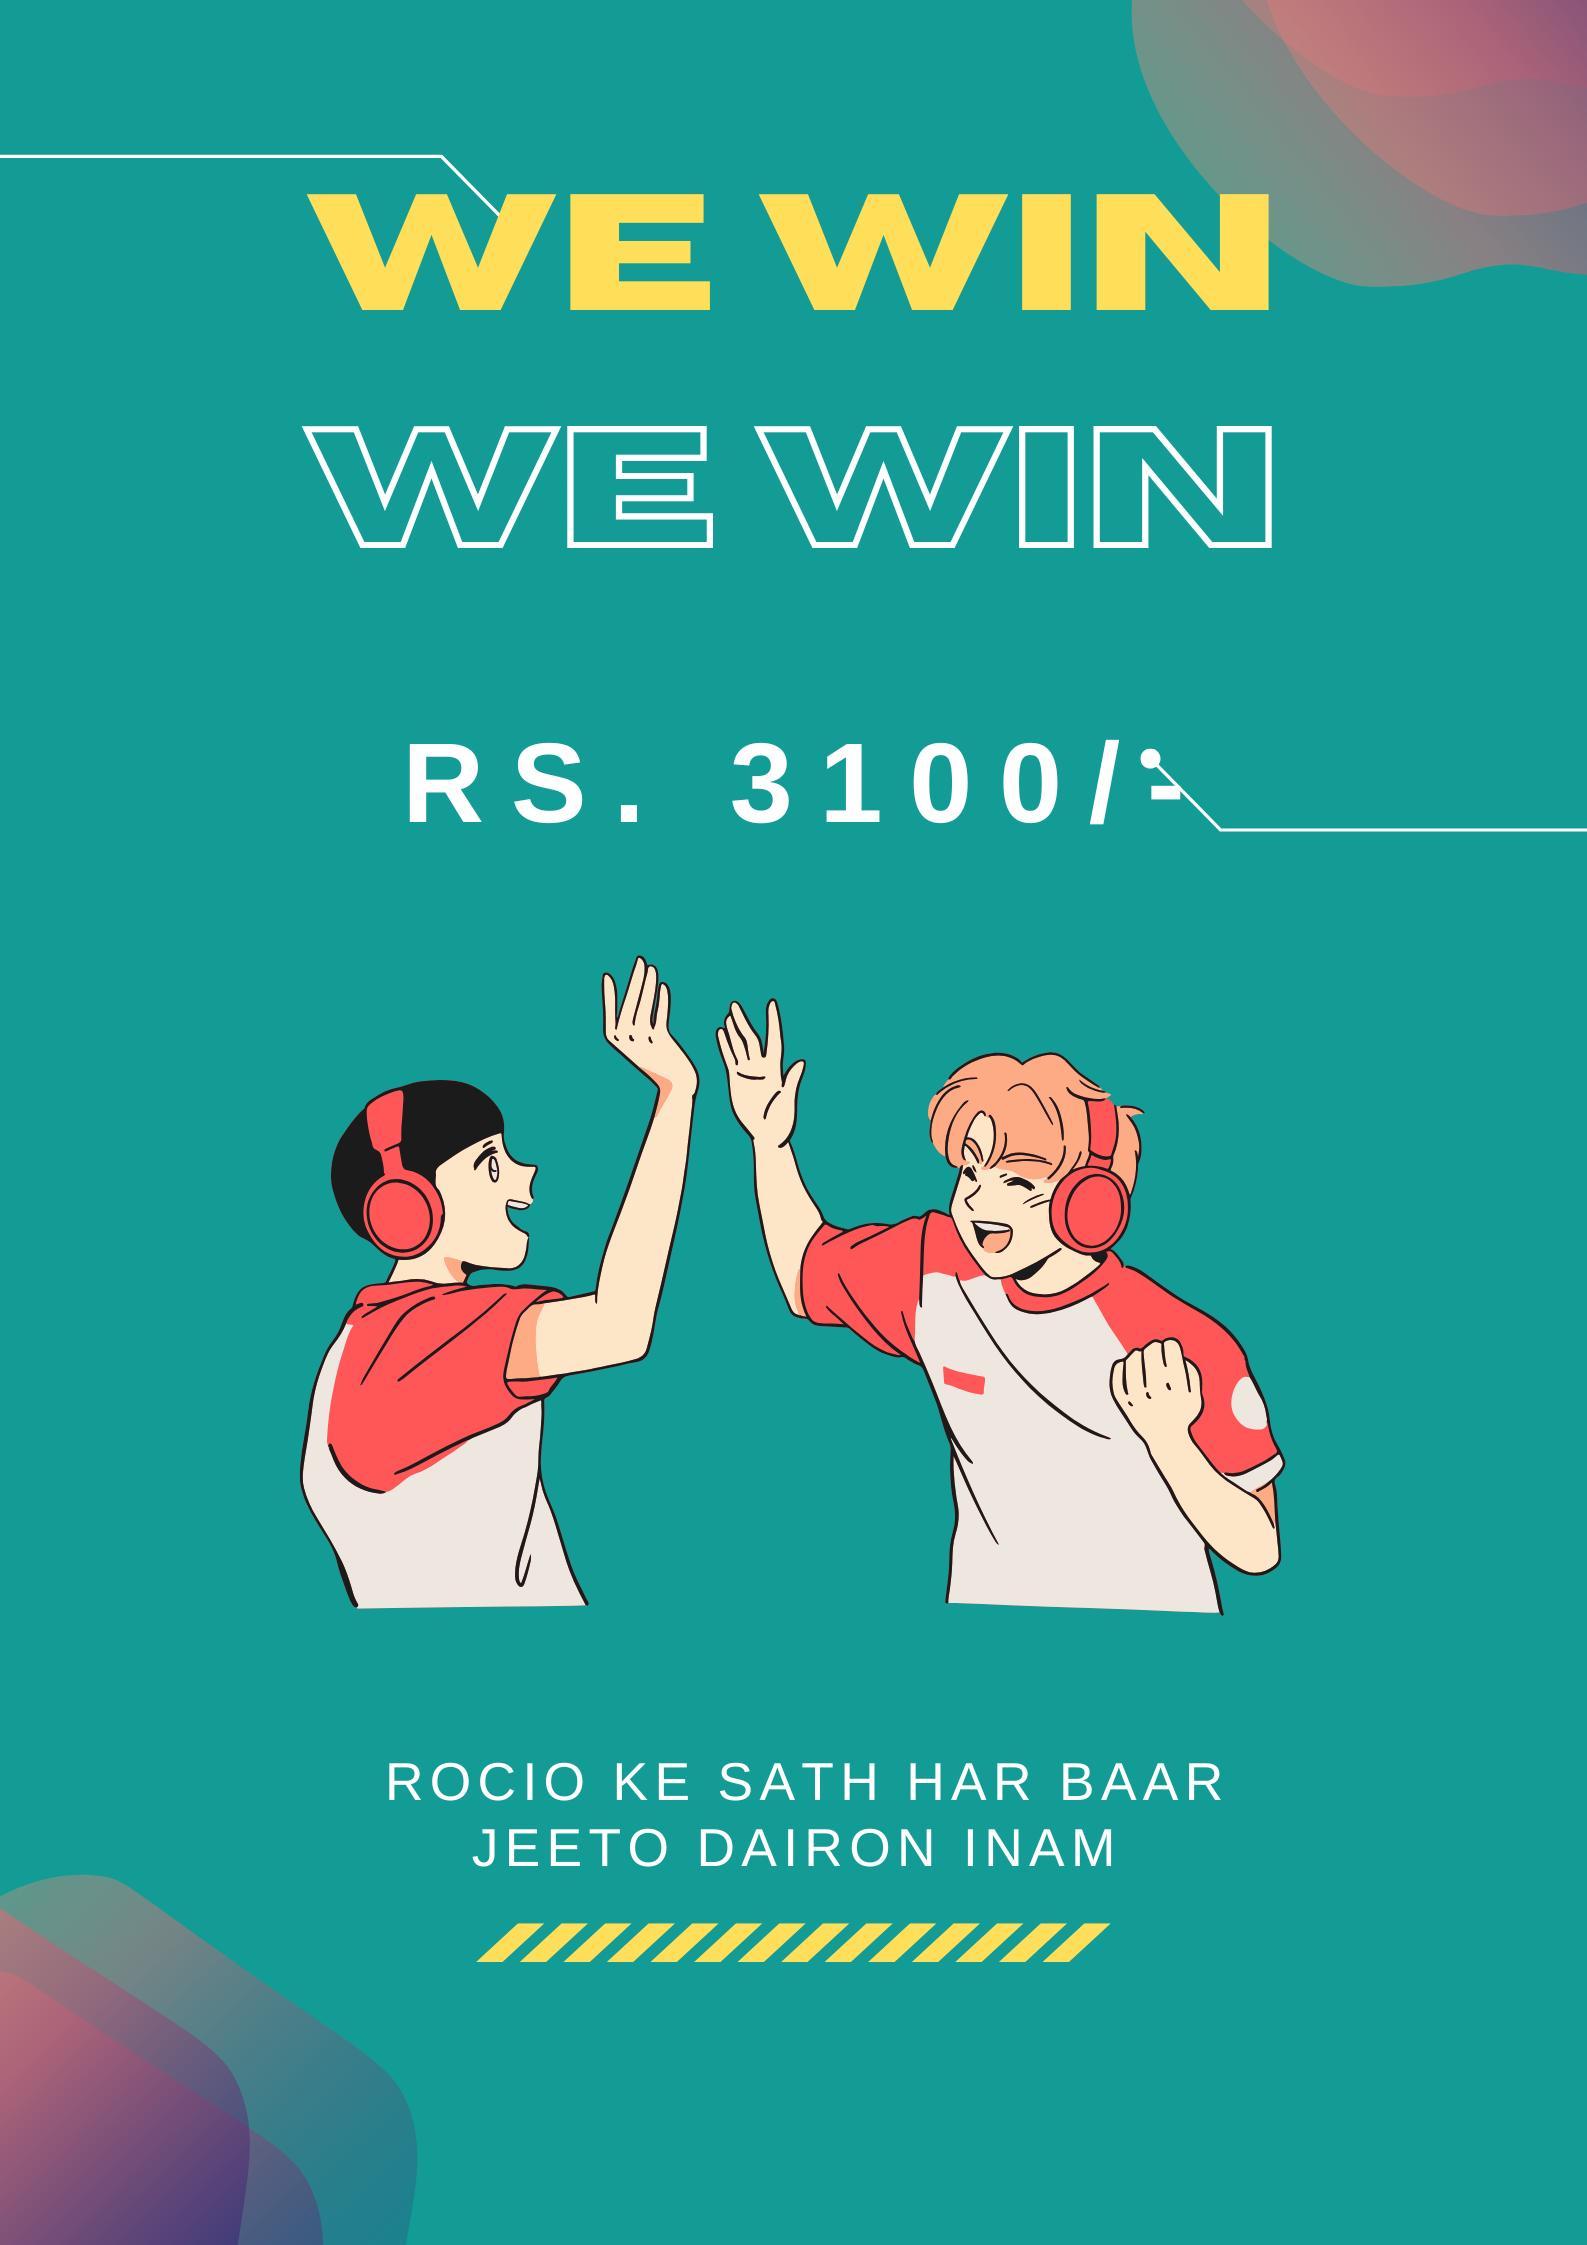 WE WIN
WE WIN
RS. 3100/-
ROCIO KE SATH HAR BAAR
JEETO DAIRON INAM